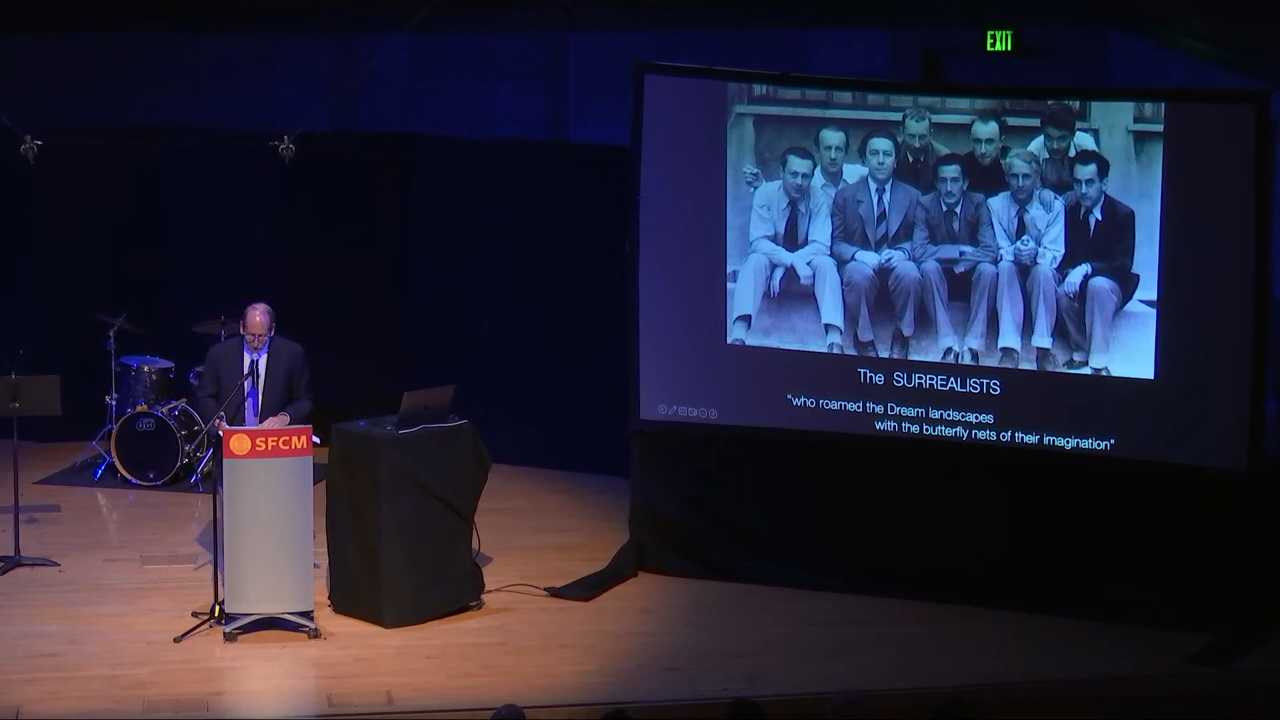 EXIT
The SURREALISTS
"who roamed the Dream landscapes
with the butterfly nets of their imagination"
SFCM